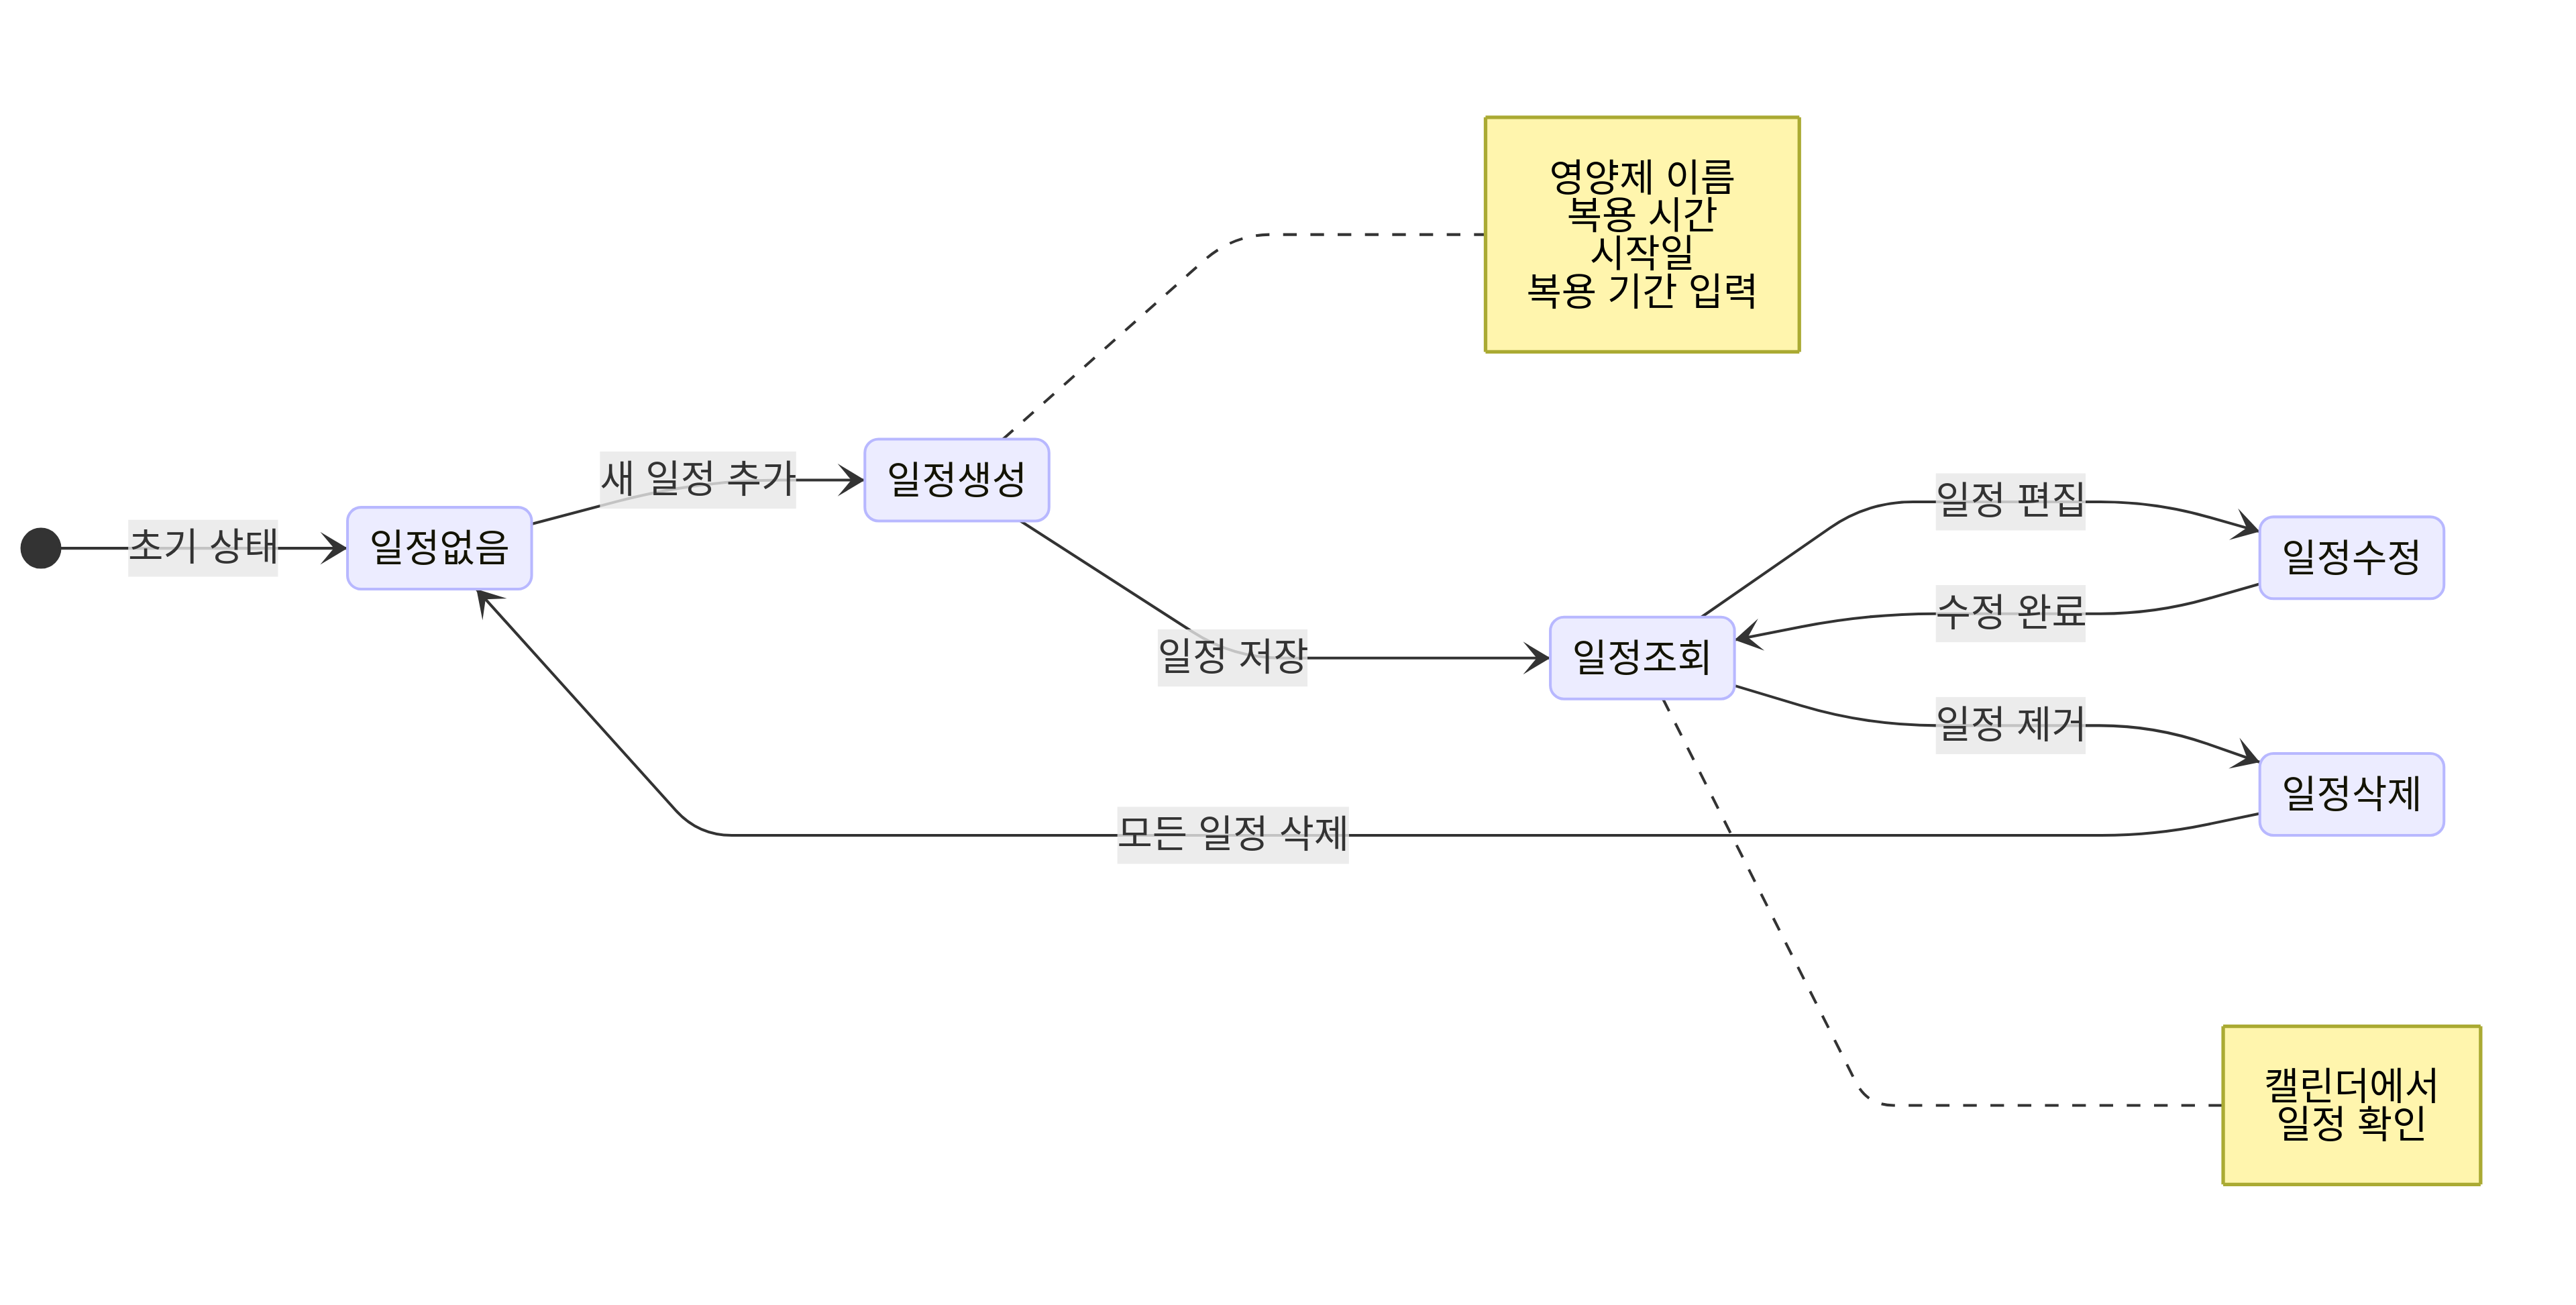 영양제 이름
복용 시간
시작일
복용 기간 입력
새 일정 추가
일정생성
일정 편집
초기 상태
일정없음
일정수정
수정 완료
일정 저장
일정조회
일정 제거
일정삭제
모든 일정 삭제
캘린더에서
일정 확인